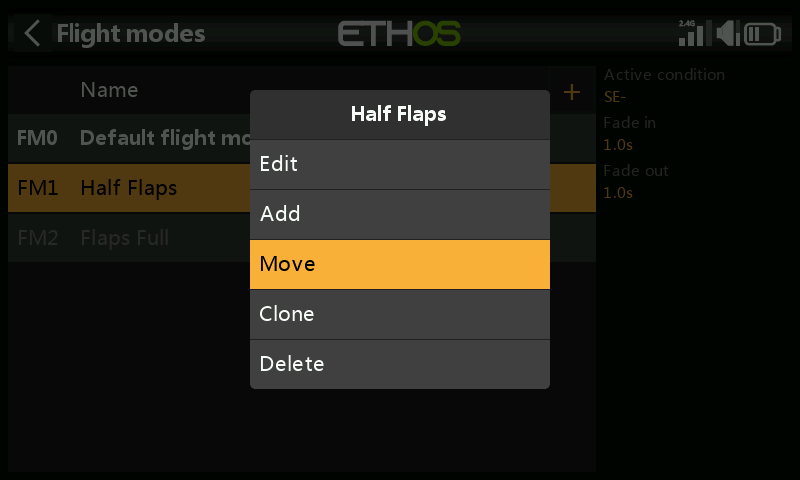 Flight modes
ETHOS
2.4G
Name
+
Active condition
SE-
FM0 Default flight mo
Fade in
1.0s
FM1 Half Flaps
Fade out
1.0s
FM2 Flaps Full
Half Flaps
Edit
Add
Move
Clone
Delete